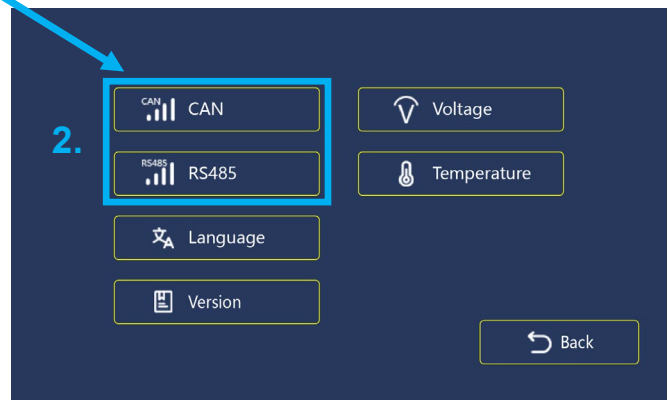 2.
CAN CAN
RS485 RS485
Language
Version
Voltage
Temperature
Back